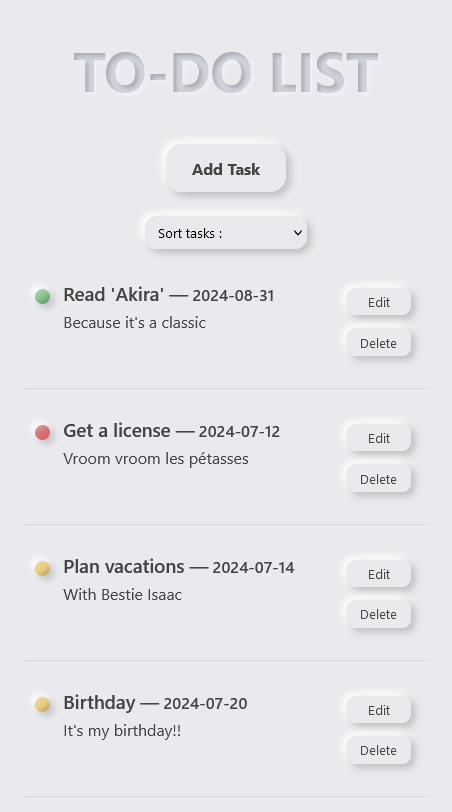 TO-DO LIST
Add Task
Sort tasks :
Read 'Akira' — 2024-08-31
Edit
Because it's a classic
Delete
Get a license — 2024-07-12
Edit
Vroom vroom les pétasses
Delete
Plan vacations — 2024-07-14
Edit
With Bestie Isaac
Delete
Birthday — 2024-07-20
Edit
It's my birthday!!
Delete